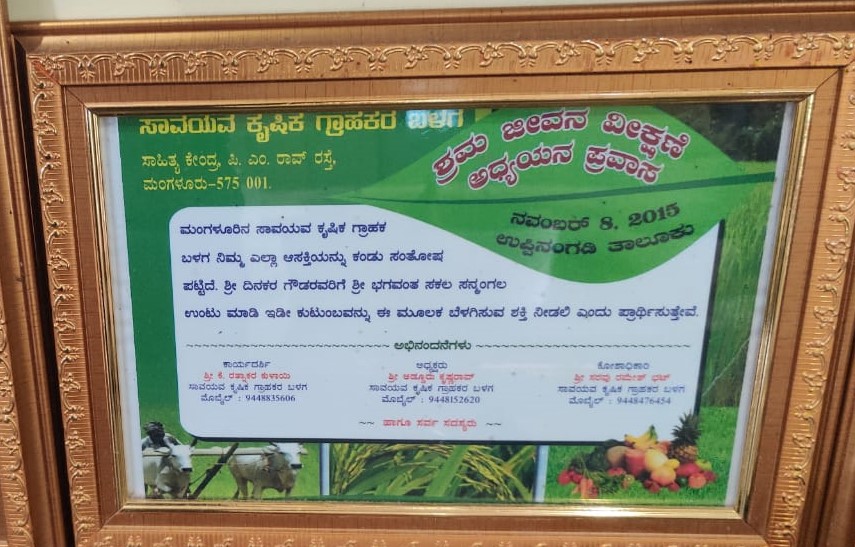 ಸಾವಯವ ಕೃಷಿಕ ಗ್ರಾಹಕರ ಬಳಗ
ಸಾಹಿತ್ಯ ಕೇಂದ್ರ, ಪಿ. ಎಂ. ರಾವ್ ರಸ್ತೆ,
ಮಂಗಳೂರು-575 001.
ಶ್ರಮ ಜೀವನ ವೀಕ್ಷಣೆ
ಅಧ್ಯಯನ ಪ್ರವಾಸ
ನವಂಬರ್ 8, 2015
ಉಪ್ಪಿನಂಗಡಿ ತಾಲೂಕು
ಮಂಗಳೂರಿನ ಸಾವಯವ ಕೃಷಿಕ ಗ್ರಾಹಕ
ಬಳಗ ನಿಮ್ಮ ಎಲ್ಲಾ ಆಸಕ್ತಿಯನ್ನು ಕಂಡು ಸಂತೋಷ
ಪಟ್ಟಿದೆ. ಶ್ರೀ ದಿನಕರ ಗೌಡರವರಿಗೆ ಶ್ರೀ ಭಗವಂತ ಸಕಲ ಸನ್ಮಂಗಲ
ಉಂಟು ಮಾಡಿ ಇಡೀ ಕುಟುಂಬವನ್ನು ಈ ಮೂಲಕ ಬೆಳಗಿಸುವ ಶಕ್ತಿ ನೀಡಲಿ ಎಂದು ಪ್ರಾರ್ಥಿಸುತ್ತೇವೆ.
ಅಭಿನಂದನೆಗಳು
ಕಾರ್ಯದರ್ಶಿ
ಶ್ರೀ ಕೆ. ರತ್ನಾಕರ ಕುಳಾಯಿ
ಸಾವಯವ ಕೃಷಿಕ ಗ್ರಾಹಕರ ಬಳಗ
ಮೊಬೈಲ್ : 9448835606
ಅಧ್ಯಕ್ಷರು
ಶ್ರೀ ಅಡ್ಡೂರು ಕೃಷ್ಣರಾವ್
ಸಾವಯವ ಕೃಷಿಕ ಗ್ರಾಹಕರ ಬಳಗ
ಮೊಬೈಲ್ : 9448152620
ಕೋಶಾಧಿಕಾರಿ
ಶ್ರೀ ಸರವು ರಮೇಶ್ ಭಟ್
ಸಾವಯವ ಕೃಷಿಕ ಗ್ರಾಹಕರ ಬಳಗ
ಮೊಬೈಲ್ : 9448476454
~~ ಹಾಗೂ ಸರ್ವ ಸದಸ್ಯರು ~~